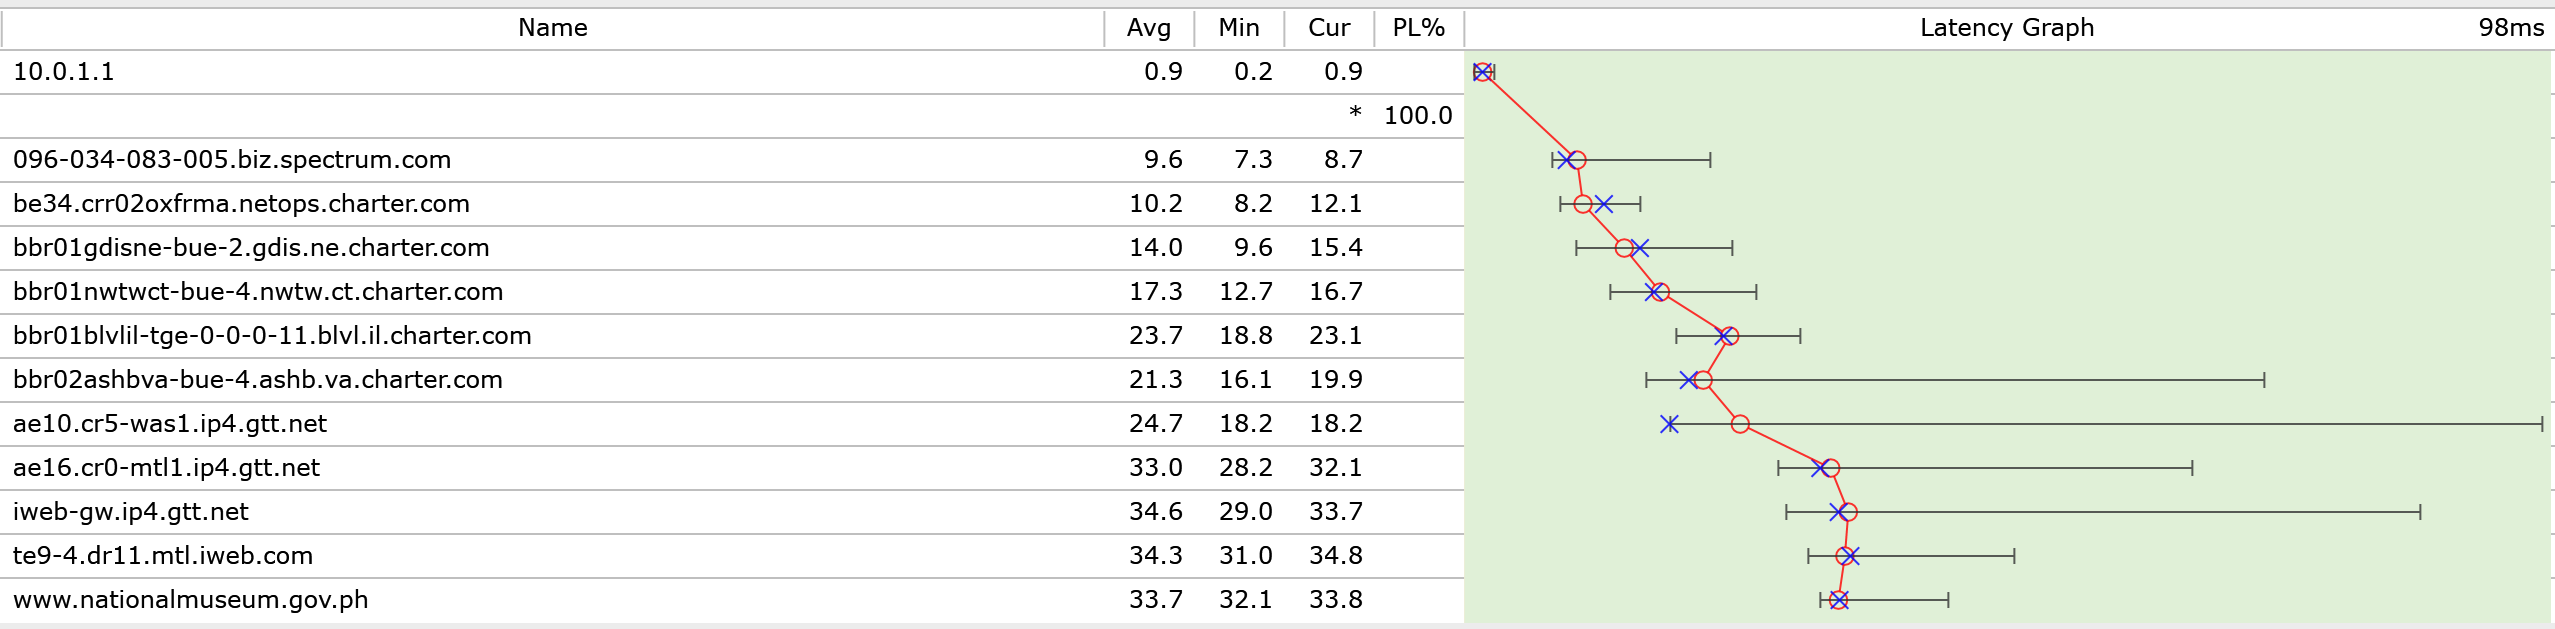 Name Avg Min Cur PL% Latency Graph 98ms
10.0.1.1 0.9 0.2 0.9
* 100.0
096-034-083-005.biz.spectrum.com 9.6 7.3 8.7
be34.crr02oxfrma.netops.charter.com 10.2 8.2 12.1
bbr01gdisne-bue-2.gdis.ne.charter.com 14.0 9.6 15.4
bbr01nwtwct-bue-4.nwtw.ct.charter.com 17.3 12.7 16.7
bbr01blvlil-tge-0-0-0-11.blvl.il.charter.com 23.7 18.8 23.1
bbr02ashbva-bue-4.ashb.va.charter.com 21.3 16.1 19.9
ae10.cr5-was1.ip4.gtt.net 24.7 18.2 18.2
ae16.cr0-mtl1.ip4.gtt.net 33.0 28.2 32.1
iweb-gw.ip4.gtt.net 34.6 29.0 33.7
te9-4.dr11.mtl.iweb.com 34.3 31.0 34.8
www.nationalmuseum.gov.ph 33.7 32.1 33.8